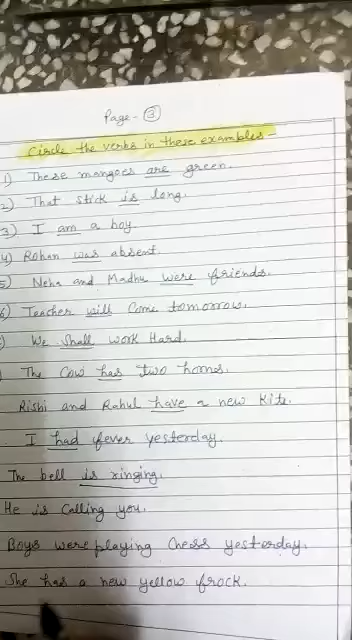 Page - 3
Circle the verbs in these examples -
1) These mangoes are green.
2) That stick is long.
3) I am a boy.
4) Rohan was absent.
5) Neha and Madhu were friends.
6) Teacher will Come tomorrow.
) We Shall work Hard.
The Cow has two horns.
Rishi and Rahul have a new Kite.
I had fever yesterday.
The bell is ringing.
He is Calling you.
Boys were playing Chess yesterday.
She has a new yellow frock.